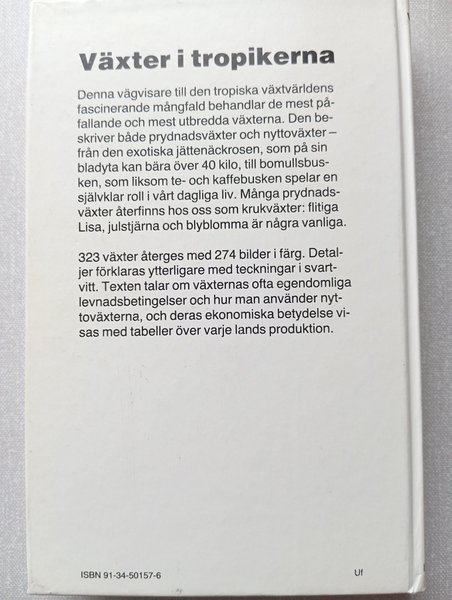 Växter i tropikerna
Denna vägvisare till den tropiska växtvärldens
fascinerande mångfald behandlar de mest på-
fallande och mest utbredda växterna. Den be-
skriver både prydnadsväxter och nyttoväxter –
från den exotiska jättenäckrosen, som på sin
bladyta kan bära över 40 kilo, till bomullsbus-
ken, som liksom te- och kaffebusken spelar en
självklar roll i vårt dagliga liv. Många prydnads-
växter återfinns hos oss som krukväxter: flitiga
Lisa, julstjärna och blyblomma är några vanliga.
323 växter återges med 274 bilder i färg. Detal-
jer förklaras ytterligare med teckningar i svart-
vitt. Texten talar om växternas ofta egendomliga
levnadsbetingelser och hur man använder nyt-
toväxterna, och deras ekonomiska betydelse vi-
sas med tabeller över varje lands produktion.
ISBN 91-34-50157-6
Uf